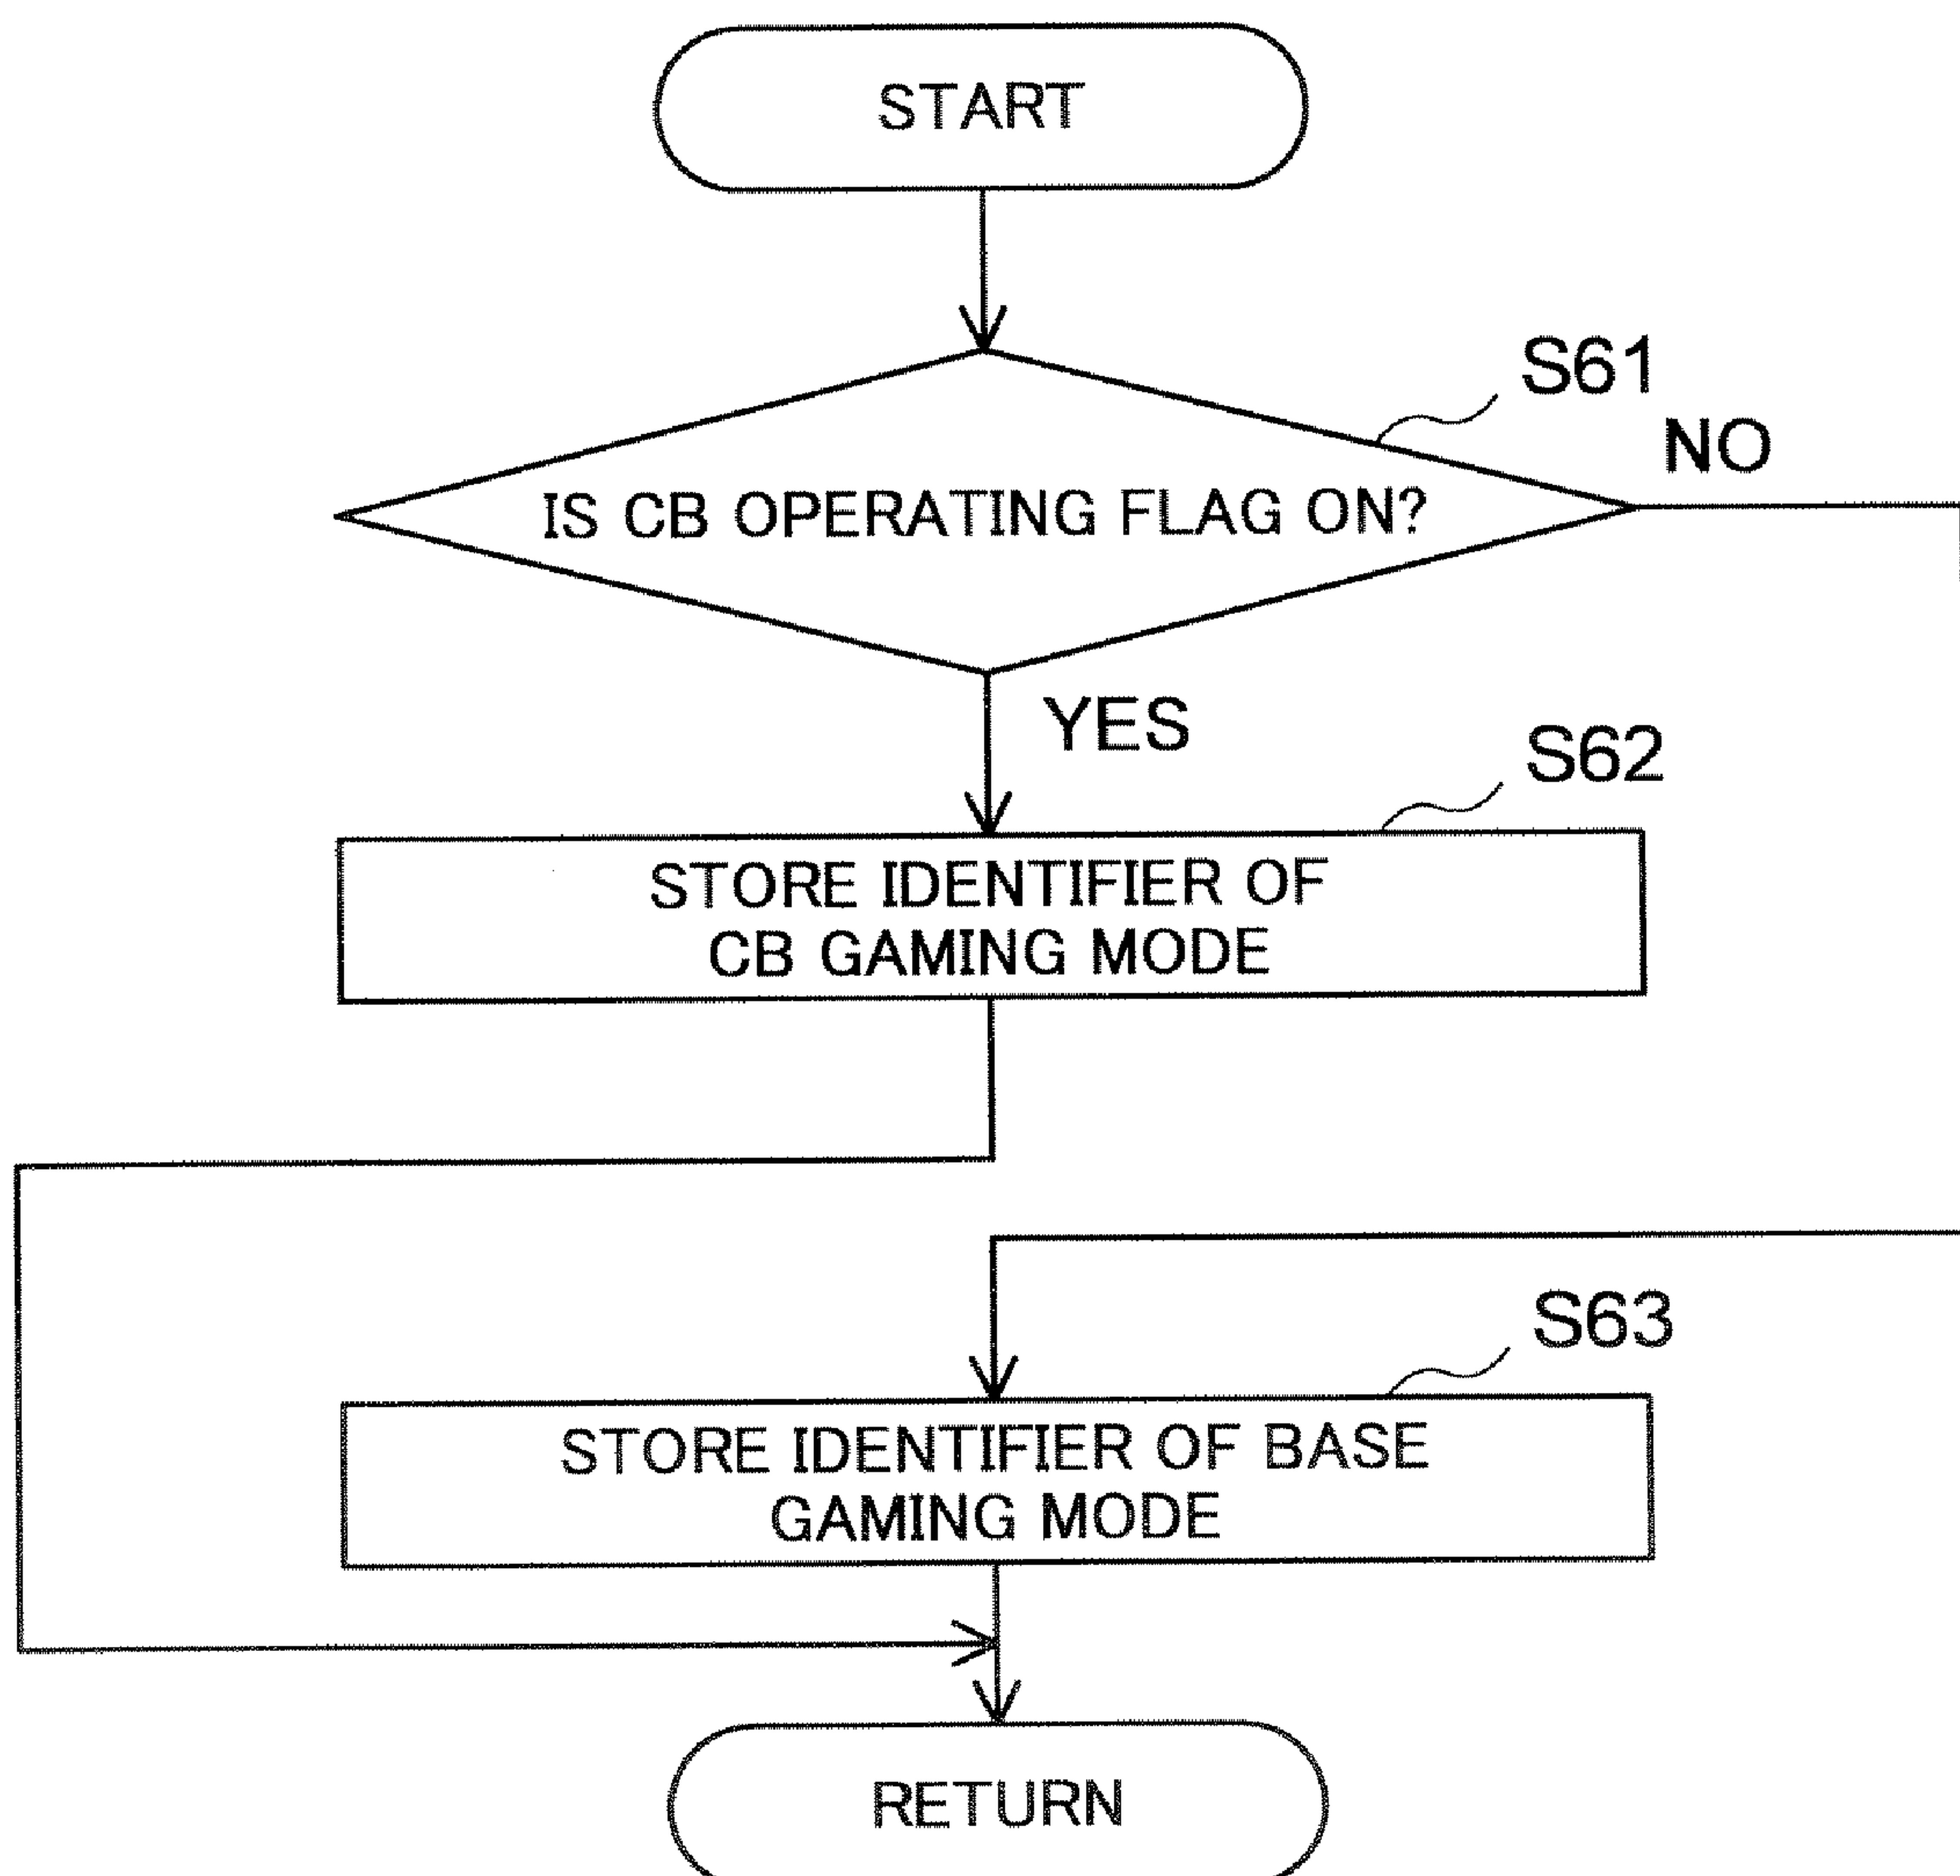 START
S61
NO
IS CB OPERATING FLAG ON?
YES
S62
STORE IDENTIFIER OF
CB GAMING MODE
S63
STORE IDENTIFIER OF BASE
GAMING MODE
RETURN